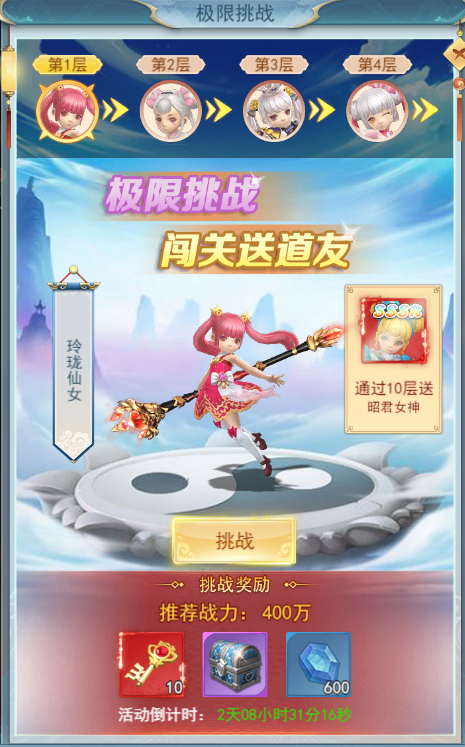 极限挑战
第1层
第2层
第3层
第4层
极限挑战
闯关送道友
玲珑仙女
SSSR
通过10层送
昭君女神
挑战
挑战奖励
推荐战力：400万
10
600
活动倒计时：2天08小时31分16秒